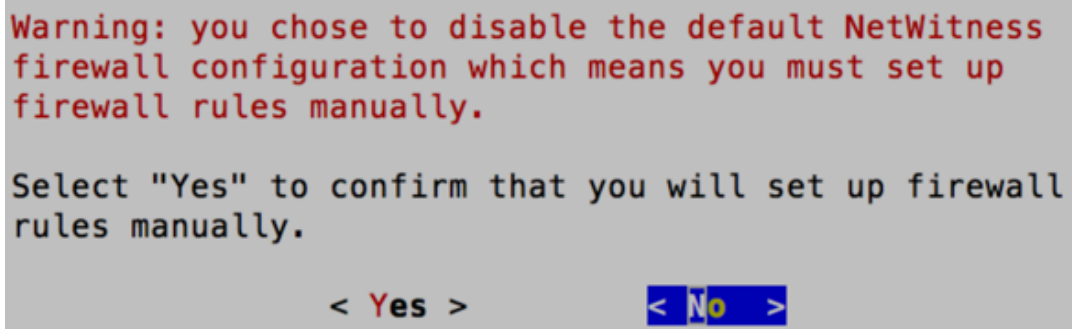 Warning: you chose to disable the default NetWitness
firewall configuration which means you must set up
firewall rules manually.
Select "Yes" to confirm that you will set up firewall
rules manually.
< Yes > < No >